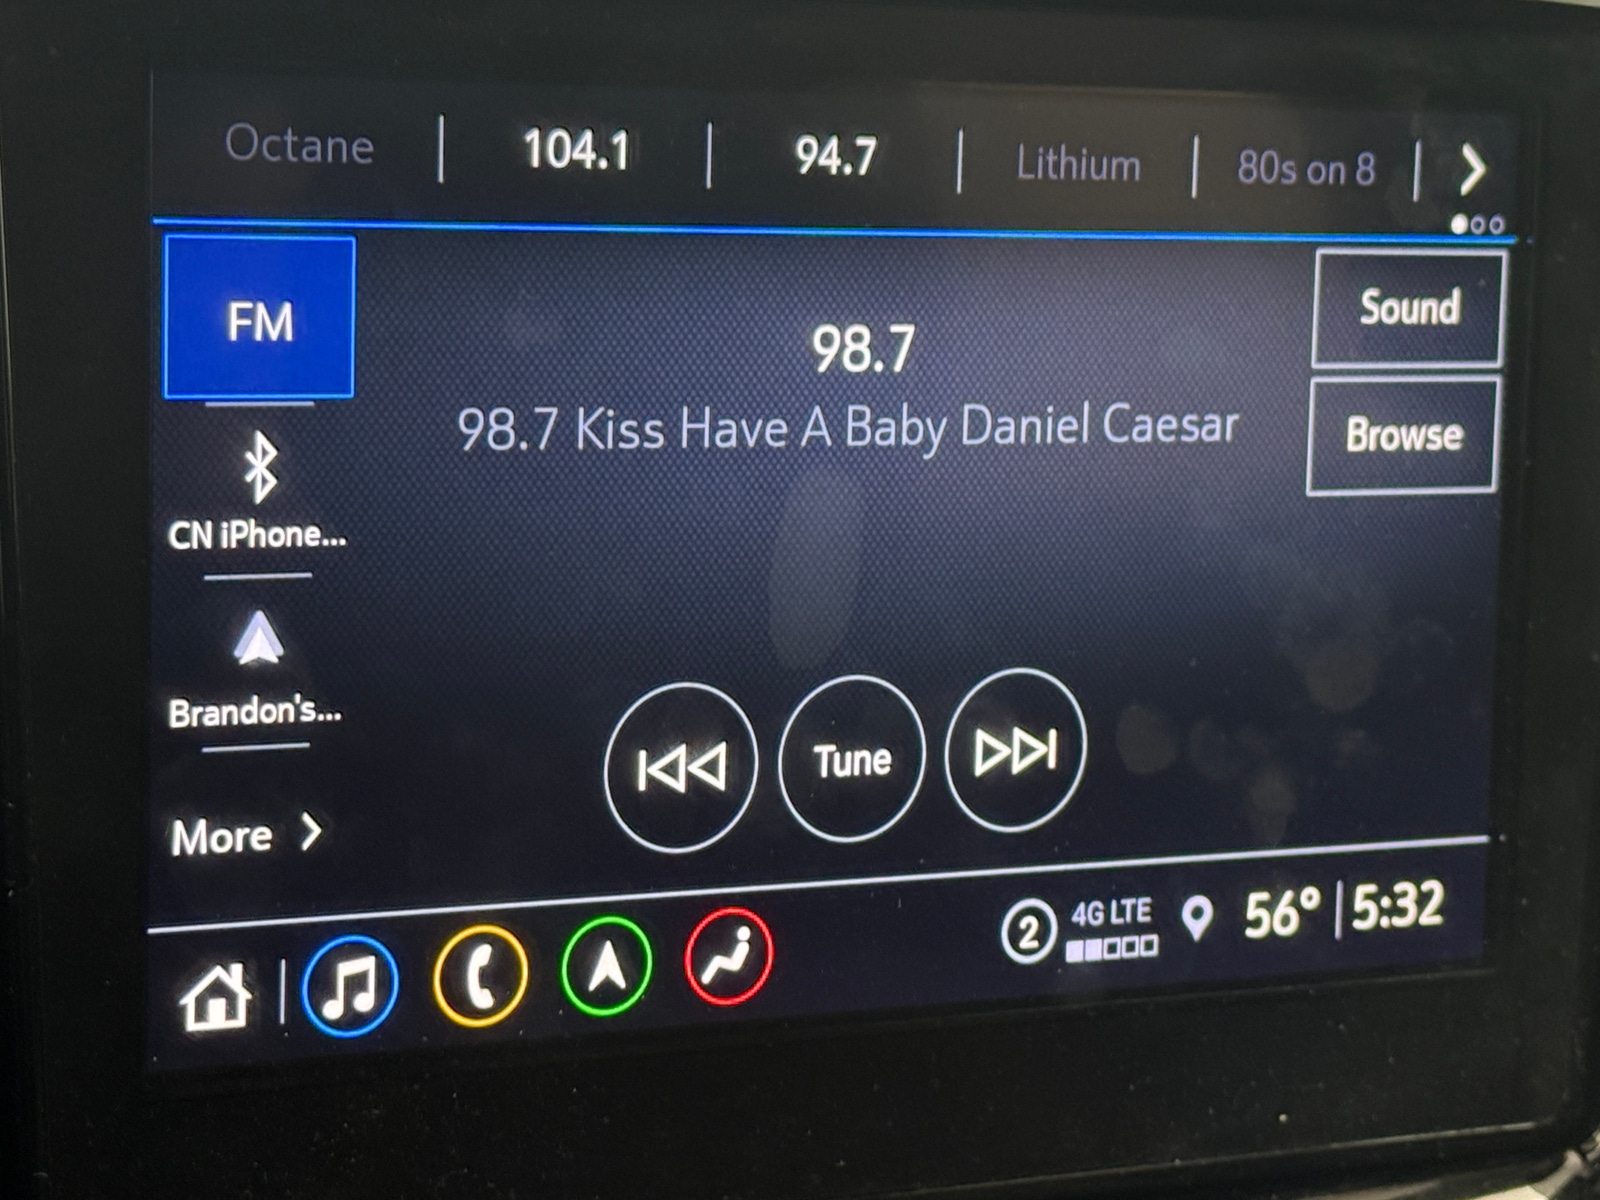 Octane
104.1
94.7
Lithium
80s on 8
FM
98.7
98.7 Kiss Have A Baby Daniel Caesar
Sound
Browse
CN iPhone...
Brandon's...
More
Tune
2
4G LTE
56°
5:32